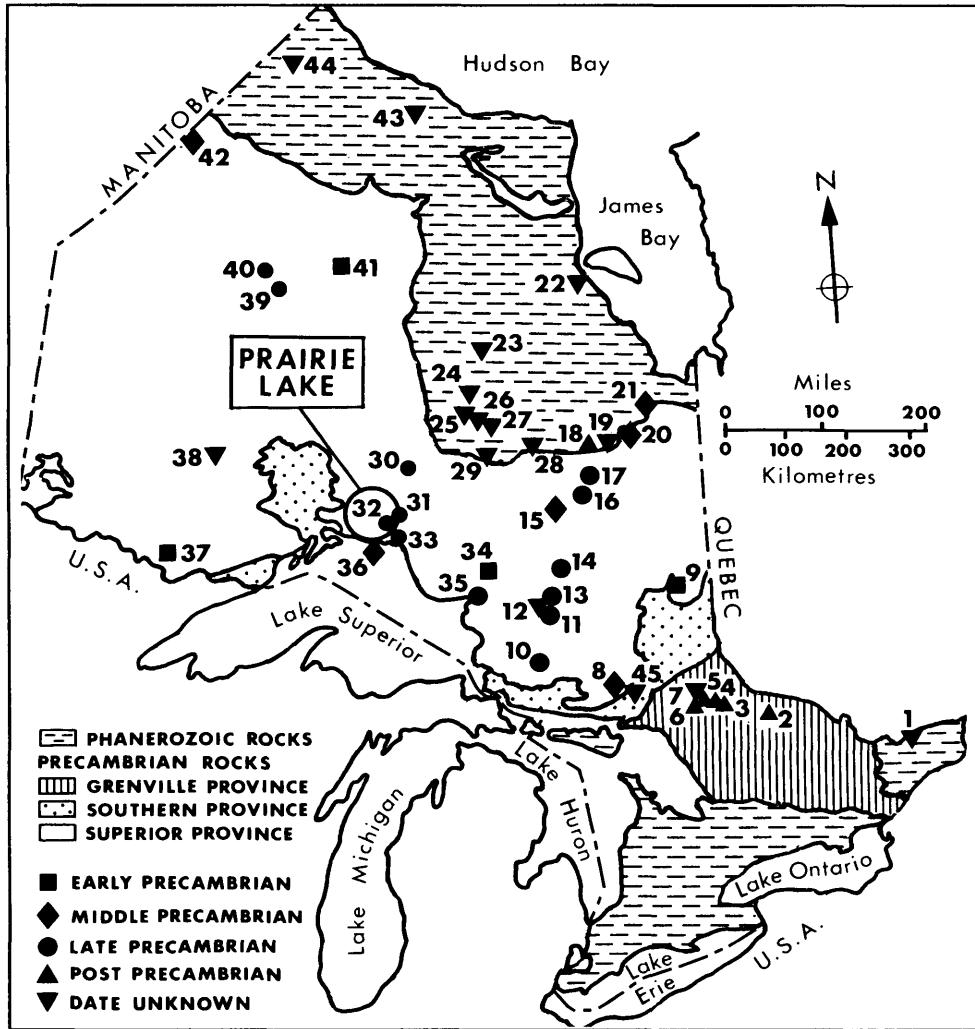 44
Hudson Bay
43
MANITOBA
42
N
James
Bay
40
41
39
22
PRAIRIE
LAKE
23
24
26
25
27
21
Miles
0 100 200
0 100 200 300
Kilometres
18
19
20
28
29
38
30
17
16
15
32
31
33
36
37
U.S.A.
34
35
14
13
12
11
10
9
QUEBEC
Lake Superior
8
45
5
4
7
3
6
2
1
PHANEROZOIC ROCKS
PRECAMBRIAN ROCKS
GRENVILLE PROVINCE
SOUTHERN PROVINCE
SUPERIOR PROVINCE
EARLY PRECAMBRIAN
MIDDLE PRECAMBRIAN
LATE PRECAMBRIAN
POST PRECAMBRIAN
DATE UNKNOWN
Lake Michigan
Lake
Huron
Lake Ontario
Lake
Erie
U.S.A.